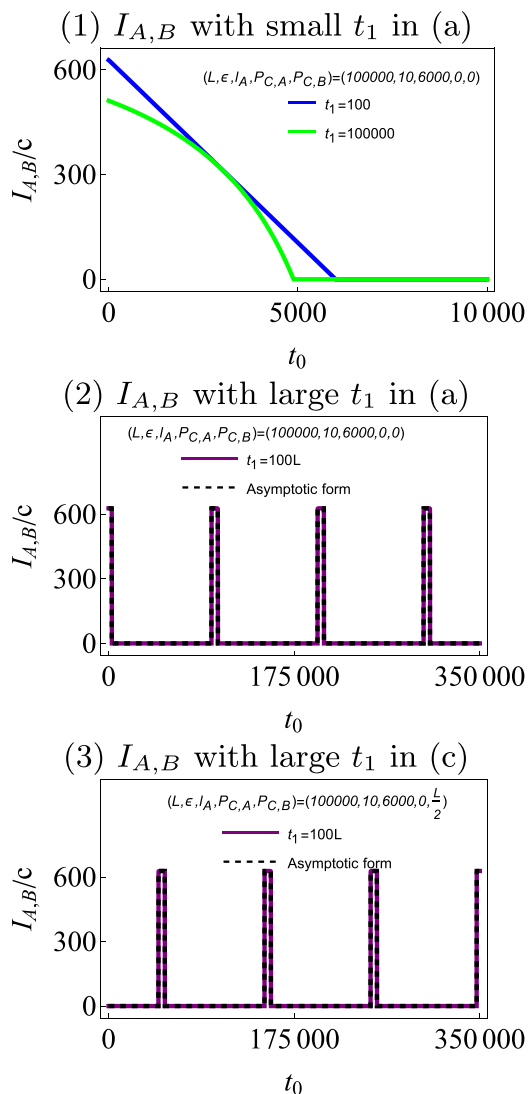 (1) I_{A,B} with small t_1 in (a)
(L,ϵ,l_A,P_{C,A},P_{C,B})=(100000,10,6000,0,0)
t_1=100
t_1=100000
I_{A,B}/c
600
300
0
0 5000 10 000
t_0
(2) I_{A,B} with large t_1 in (a)
(L,ϵ,l_A,P_{C,A},P_{C,B})=(100000,10,6000,0,0)
t_1=100L
Asymptotic form
I_{A,B}/c
600
300
0
0 175 000 350 000
t_0
(3) I_{A,B} with large t_1 in (c)
(L,ϵ,l_A,P_{C,A},P_{C,B})=(100000,10,6000,0,L/2)
t_1=100L
Asymptotic form
I_{A,B}/c
600
300
0
0 175 000 350 000
t_0